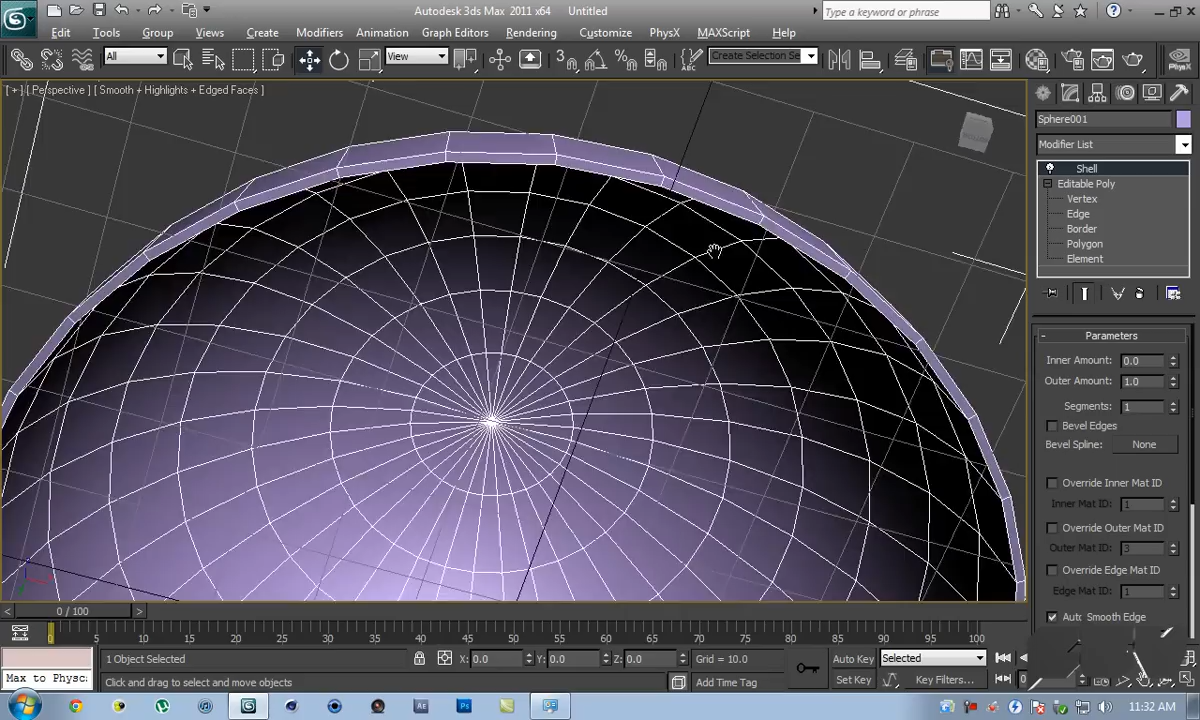 Autodesk 3ds Max 2011 x64 Untitled
Type a keyword or phrase
Edit Tools Group Views Create Modifiers Animation Graph Editors Rendering Customize PhysX MAXScript Help
All View Create Selection Se PhysX
[ + ] [ Perspective ] [ Smooth + Highlights + Edged Faces ]
Sphere001
Modifier List
Shell
Editable Poly
Vertex
Edge
Border
Polygon
Element
- Parameters
Inner Amount: 0.0
Outer Amount: 1.0
Segments: 1
Bevel Edges
Bevel Spline: None
Override Inner Mat ID
Inner Mat ID: 1
Override Outer Mat ID
Outer Mat ID: 3
Override Edge Mat ID
Edge Mat ID: 1
Auto Smooth Edge
< 0 / 100 >
0 5 10 15 20 25 30 35 40 45 50 55 60 65 70 75 80 85 90 95 100
1 Object Selected X: 0.0 Y: 0.0 Z: 0.0 Grid = 10.0 Auto Key Selected
Max to Physc: Click and drag to select and move objects Add Time Tag Set Key Key Filters... 0
11:32 AM